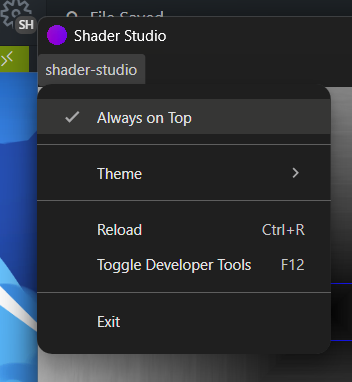 File Saved
SH
Shader Studio
shader-studio
Always on Top
Theme
Reload Ctrl+R
Toggle Developer Tools F12
Exit